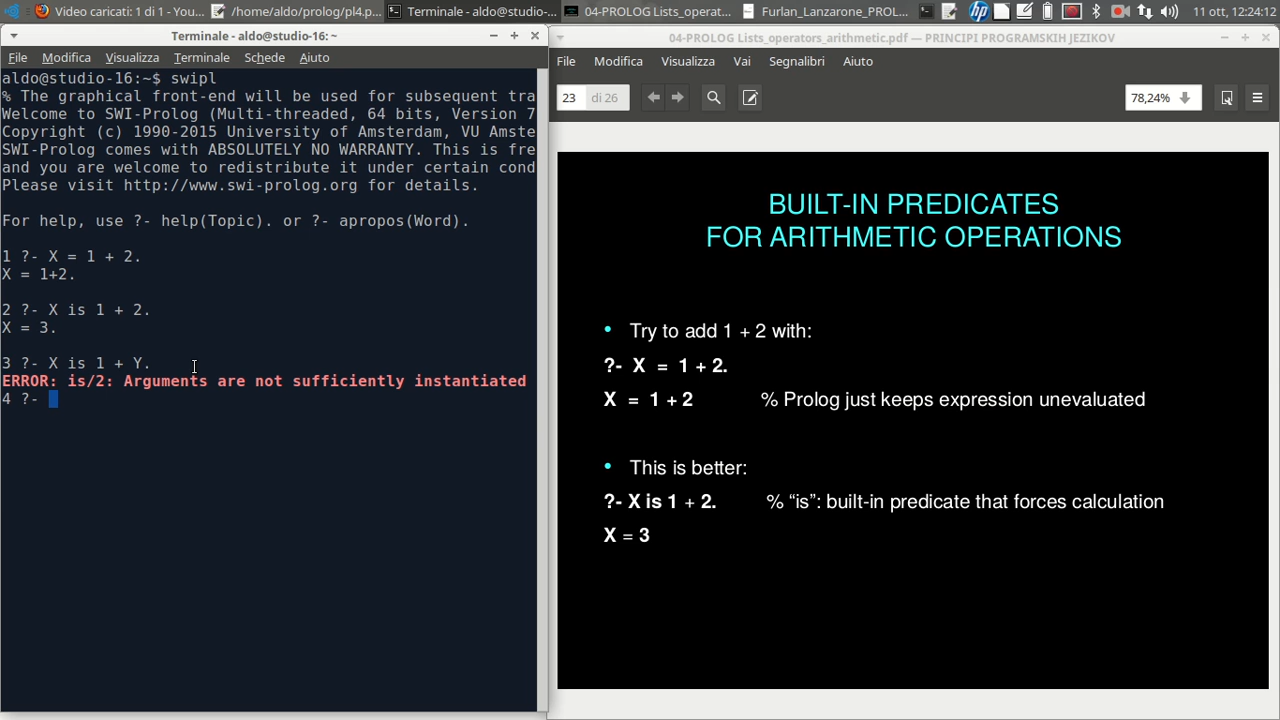 Video caricati: 1 di 1 - You...
/home/aldo/prolog/pl4.p...
Terminale - aldo@studio-...
04-PROLOG Lists_operat...
Furlan_Lanzarone_PROL...
11 ott, 12:24:12
Terminale - aldo@studio-16: ~
File Modifica Visualizza Terminale Schede Aiuto
aldo@studio-16:~$ swipl
% The graphical front-end will be used for subsequent tra
Welcome to SWI-Prolog (Multi-threaded, 64 bits, Version 7
Copyright (c) 1990-2015 University of Amsterdam, VU Amste
SWI-Prolog comes with ABSOLUTELY NO WARRANTY. This is fre
and you are welcome to redistribute it under certain cond
Please visit http://www.swi-prolog.org for details.
For help, use ?- help(Topic). or ?- apropos(Word).
1 ?- X = 1 + 2.
X = 1+2.
2 ?- X is 1 + 2.
X = 3.
3 ?- X is 1 + Y.
ERROR: is/2: Arguments are not sufficiently instantiated
4 ?-
04-PROLOG Lists_operators_arithmetic.pdf — PRINCIPI PROGRAMSKIH JEZIKOV
File Modifica Visualizza Vai Segnalibri Aiuto
23 di 26
78,24%
BUILT-IN PREDICATES
FOR ARITHMETIC OPERATIONS
• Try to add 1 + 2 with:
?- X = 1 + 2.
X = 1 + 2 % Prolog just keeps expression unevaluated
• This is better:
?- X is 1 + 2. % “is”: built-in predicate that forces calculation
X = 3